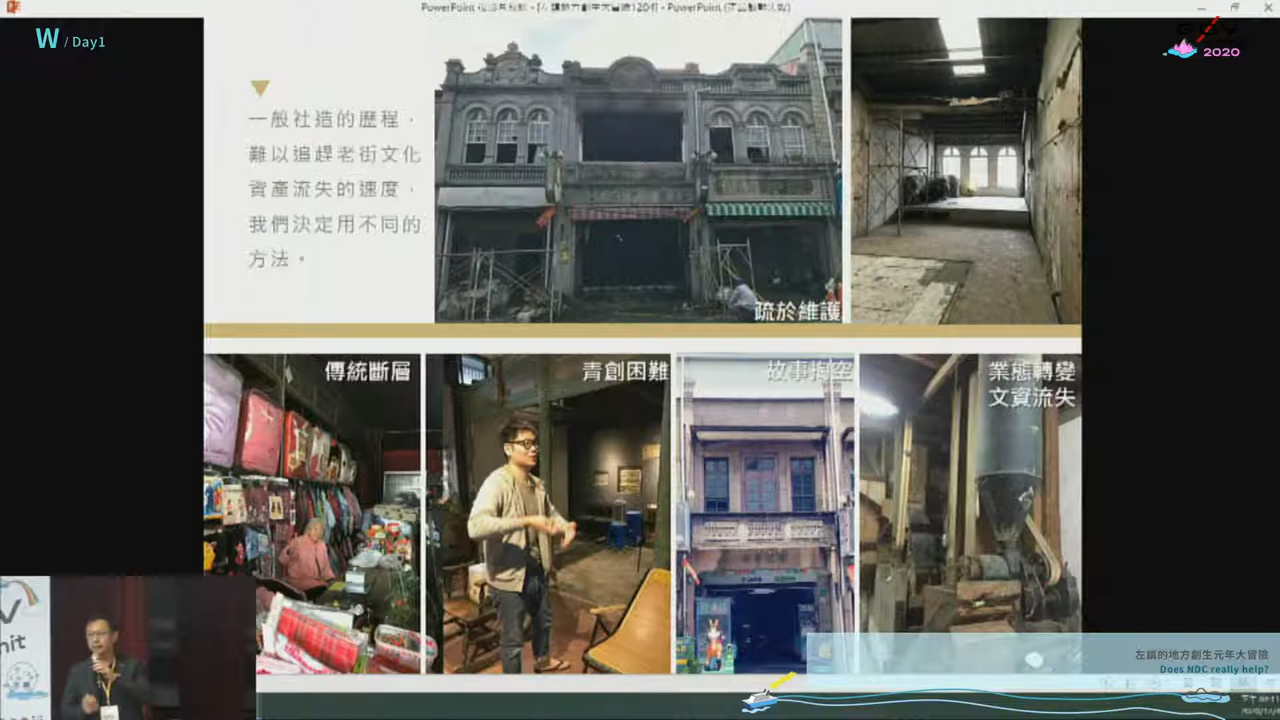 W / Day1
2020
一般社造的歷程，
難以追趕老街文化
資產流失的速度，
我們決定用不同的
方法。
疏於維護
傳統斷層
青創困難
故事掏空
業態轉變
文資流失
左鎮的地方創生元年大冒險
Does NDC really help?